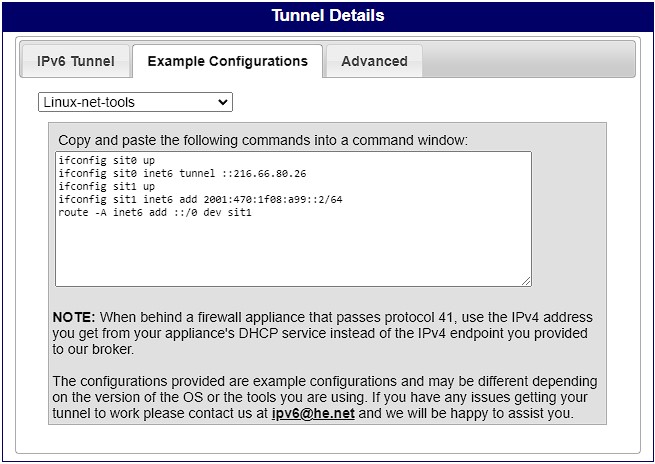 Tunnel Details
IPv6 Tunnel
Example Configurations
Advanced
Linux-net-tools
Copy and paste the following commands into a command window:
ifconfig sit0 up
ifconfig sit0 inet6 tunnel ::216.66.80.26
ifconfig sit1 up
ifconfig sit1 inet6 add 2001:470:1f08:a99::2/64
route -A inet6 add ::/0 dev sit1
NOTE: When behind a firewall appliance that passes protocol 41, use the IPv4 address
you get from your appliance's DHCP service instead of the IPv4 endpoint you provided
to our broker.
The configurations provided are example configurations and may be different depending
on the version of the OS or the tools you are using. If you have any issues getting your
tunnel to work please contact us at ipv6@he.net and we will be happy to assist you.